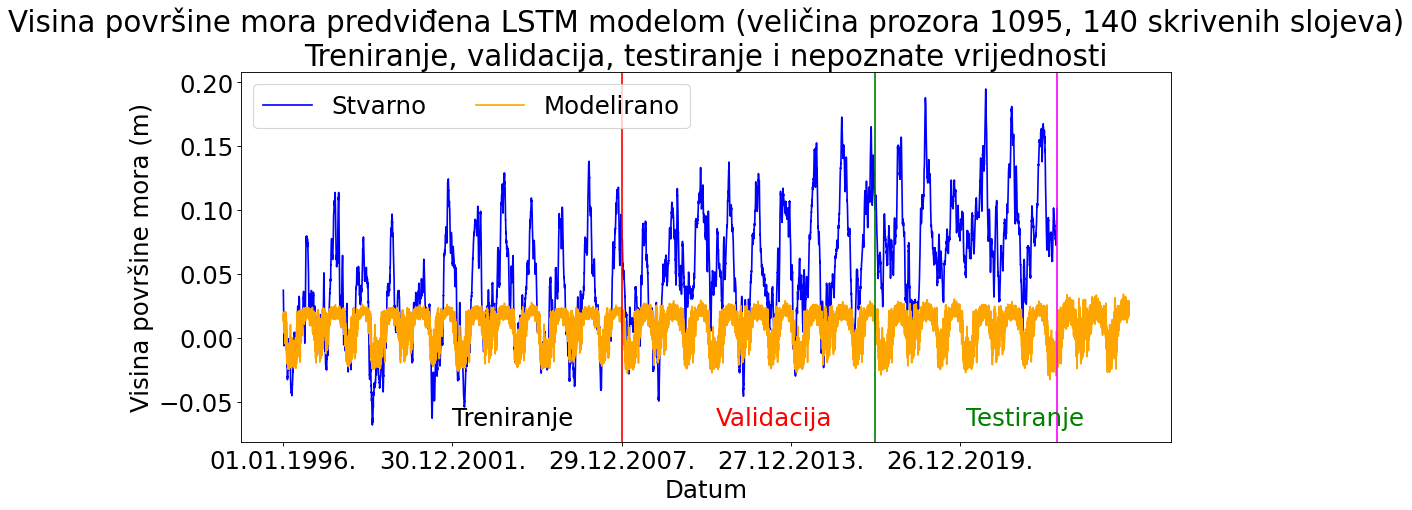 Visina površine mora predviđena LSTM modelom (veličina prozora 1095, 140 skrivenih slojeva)
Treniranje, validacija, testiranje i nepoznate vrijednosti
Stvarno Modelirano
Visina površine mora (m)
0.20
0.15
0.10
0.05
0.00
−0.05
Treniranje Validacija Testiranje
01.01.1996. 30.12.2001. 29.12.2007. 27.12.2013. 26.12.2019.
Datum